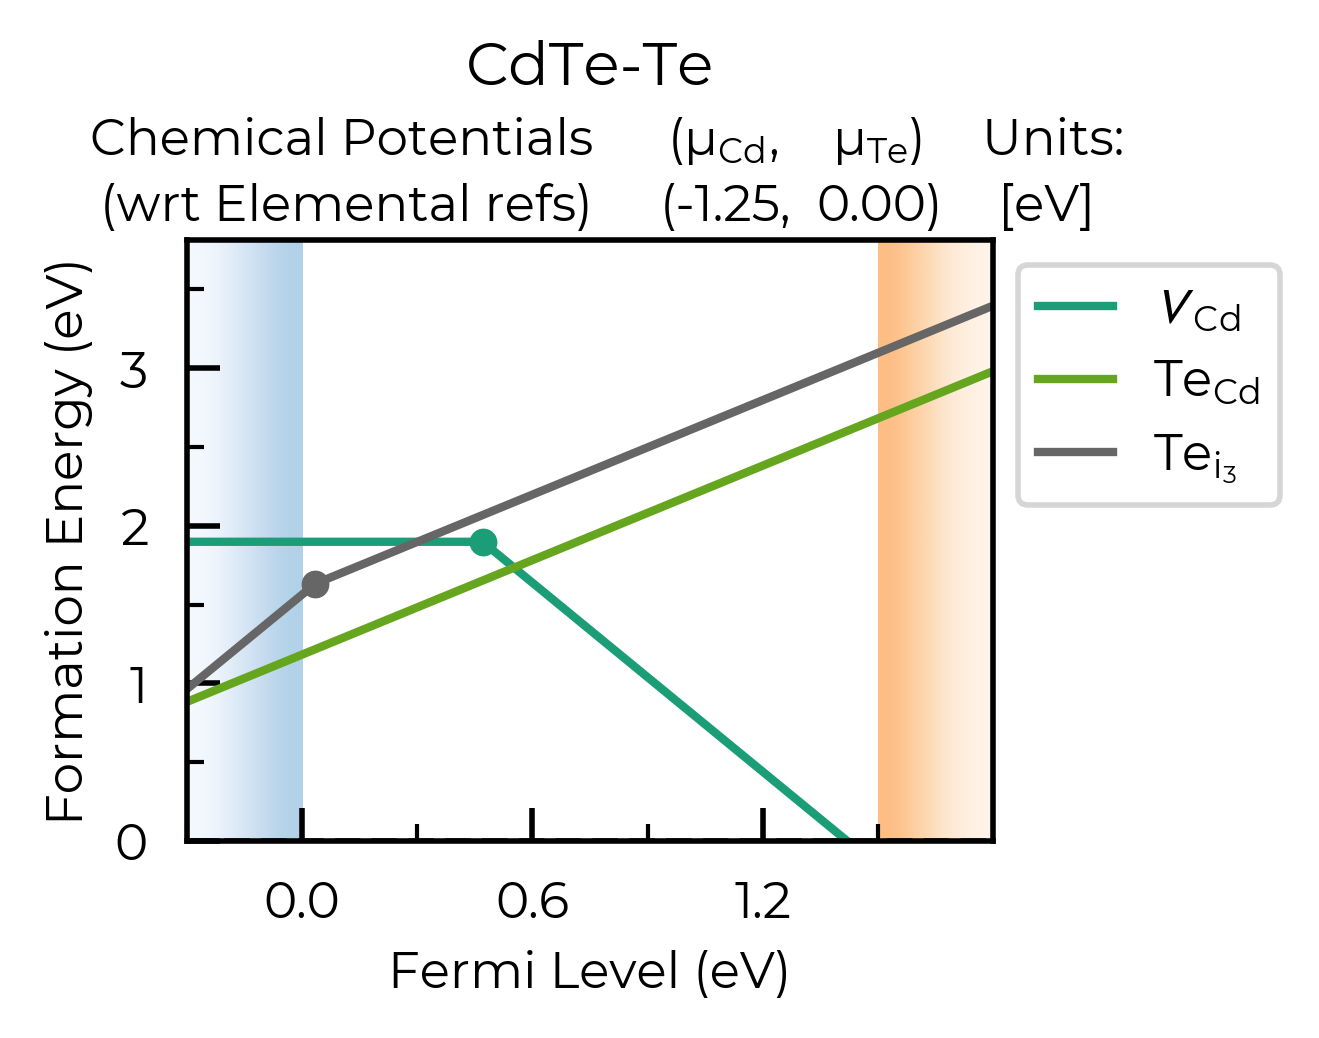 CdTe-Te
Chemical Potentials (μCd, μTe) Units:
(wrt Elemental refs) (-1.25, 0.00) [eV]
Formation Energy (eV)
3
2
1
0
0.0 0.6 1.2
Fermi Level (eV)
VCd
TeCd
Tei3